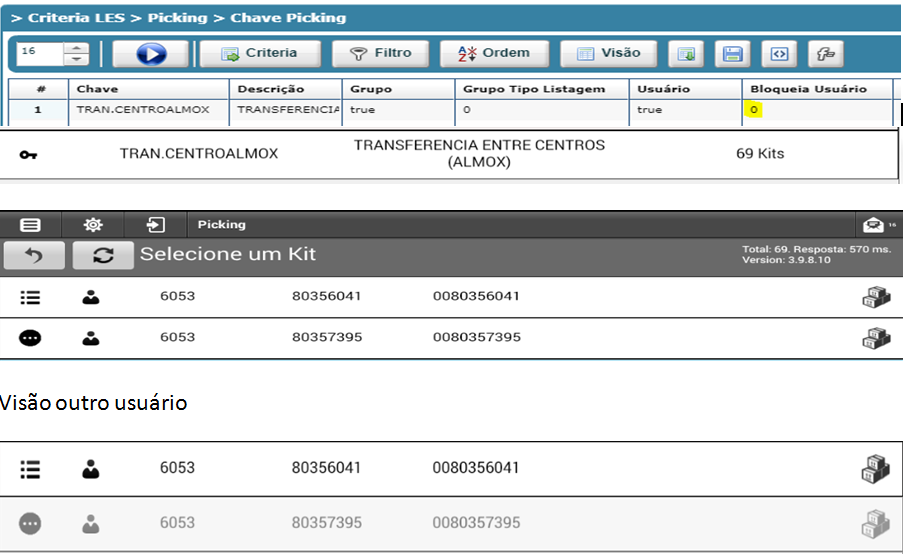 > Criteria LES > Picking > Chave Picking
16 Criteria Filtro Ordem Visão
# Chave Descrição Grupo Grupo Tipo Listagem Usuário Bloqueia Usuário
1 TRAN.CENTROALMOX TRANSFERENCIA true 0 true 0
TRAN.CENTROALMOX TRANSFERENCIA ENTRE CENTROS (ALMOX) 69 Kits
Picking 16
Selecione um Kit Total: 69. Resposta: 570 ms.
Version: 3.9.8.10
6053 80356041 0080356041
6053 80357395 0080357395
Visão outro usuário
6053 80356041 0080356041
6053 80357395 0080357395